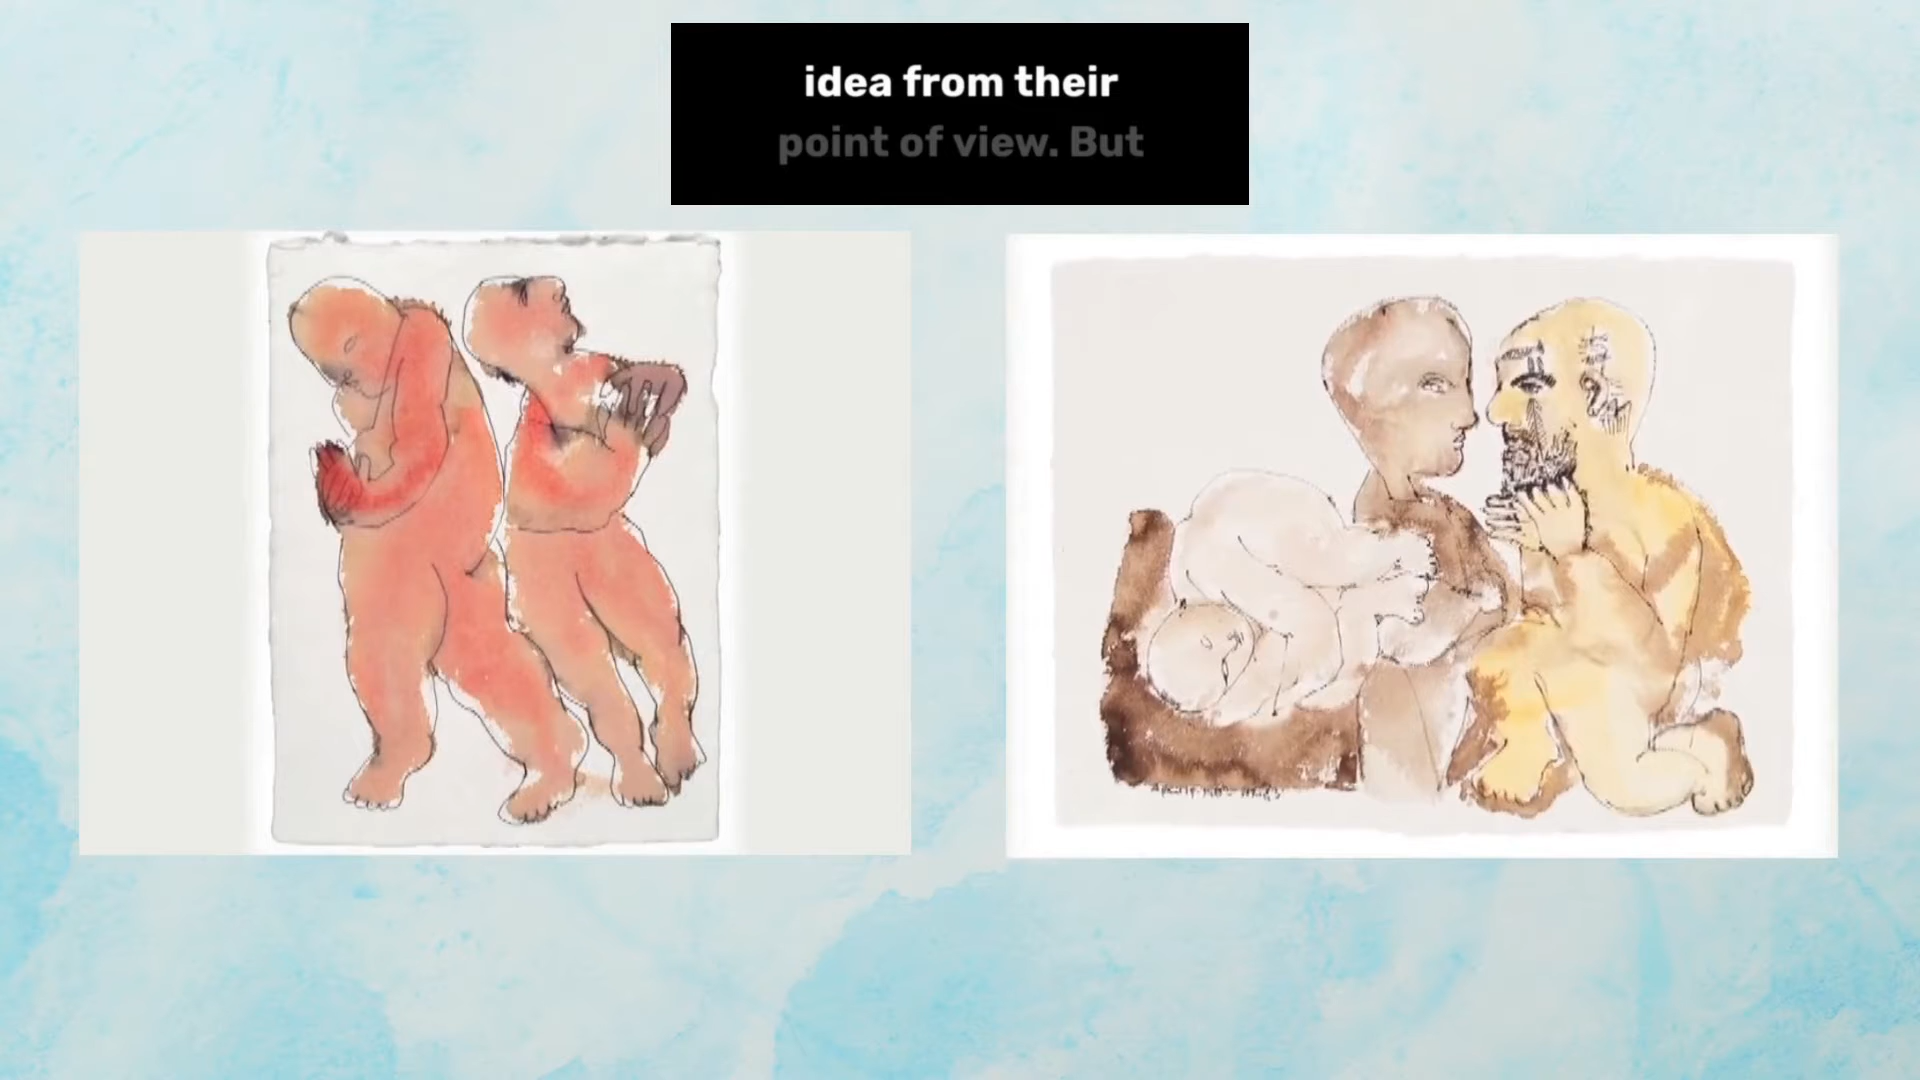 idea from their
point of view. But